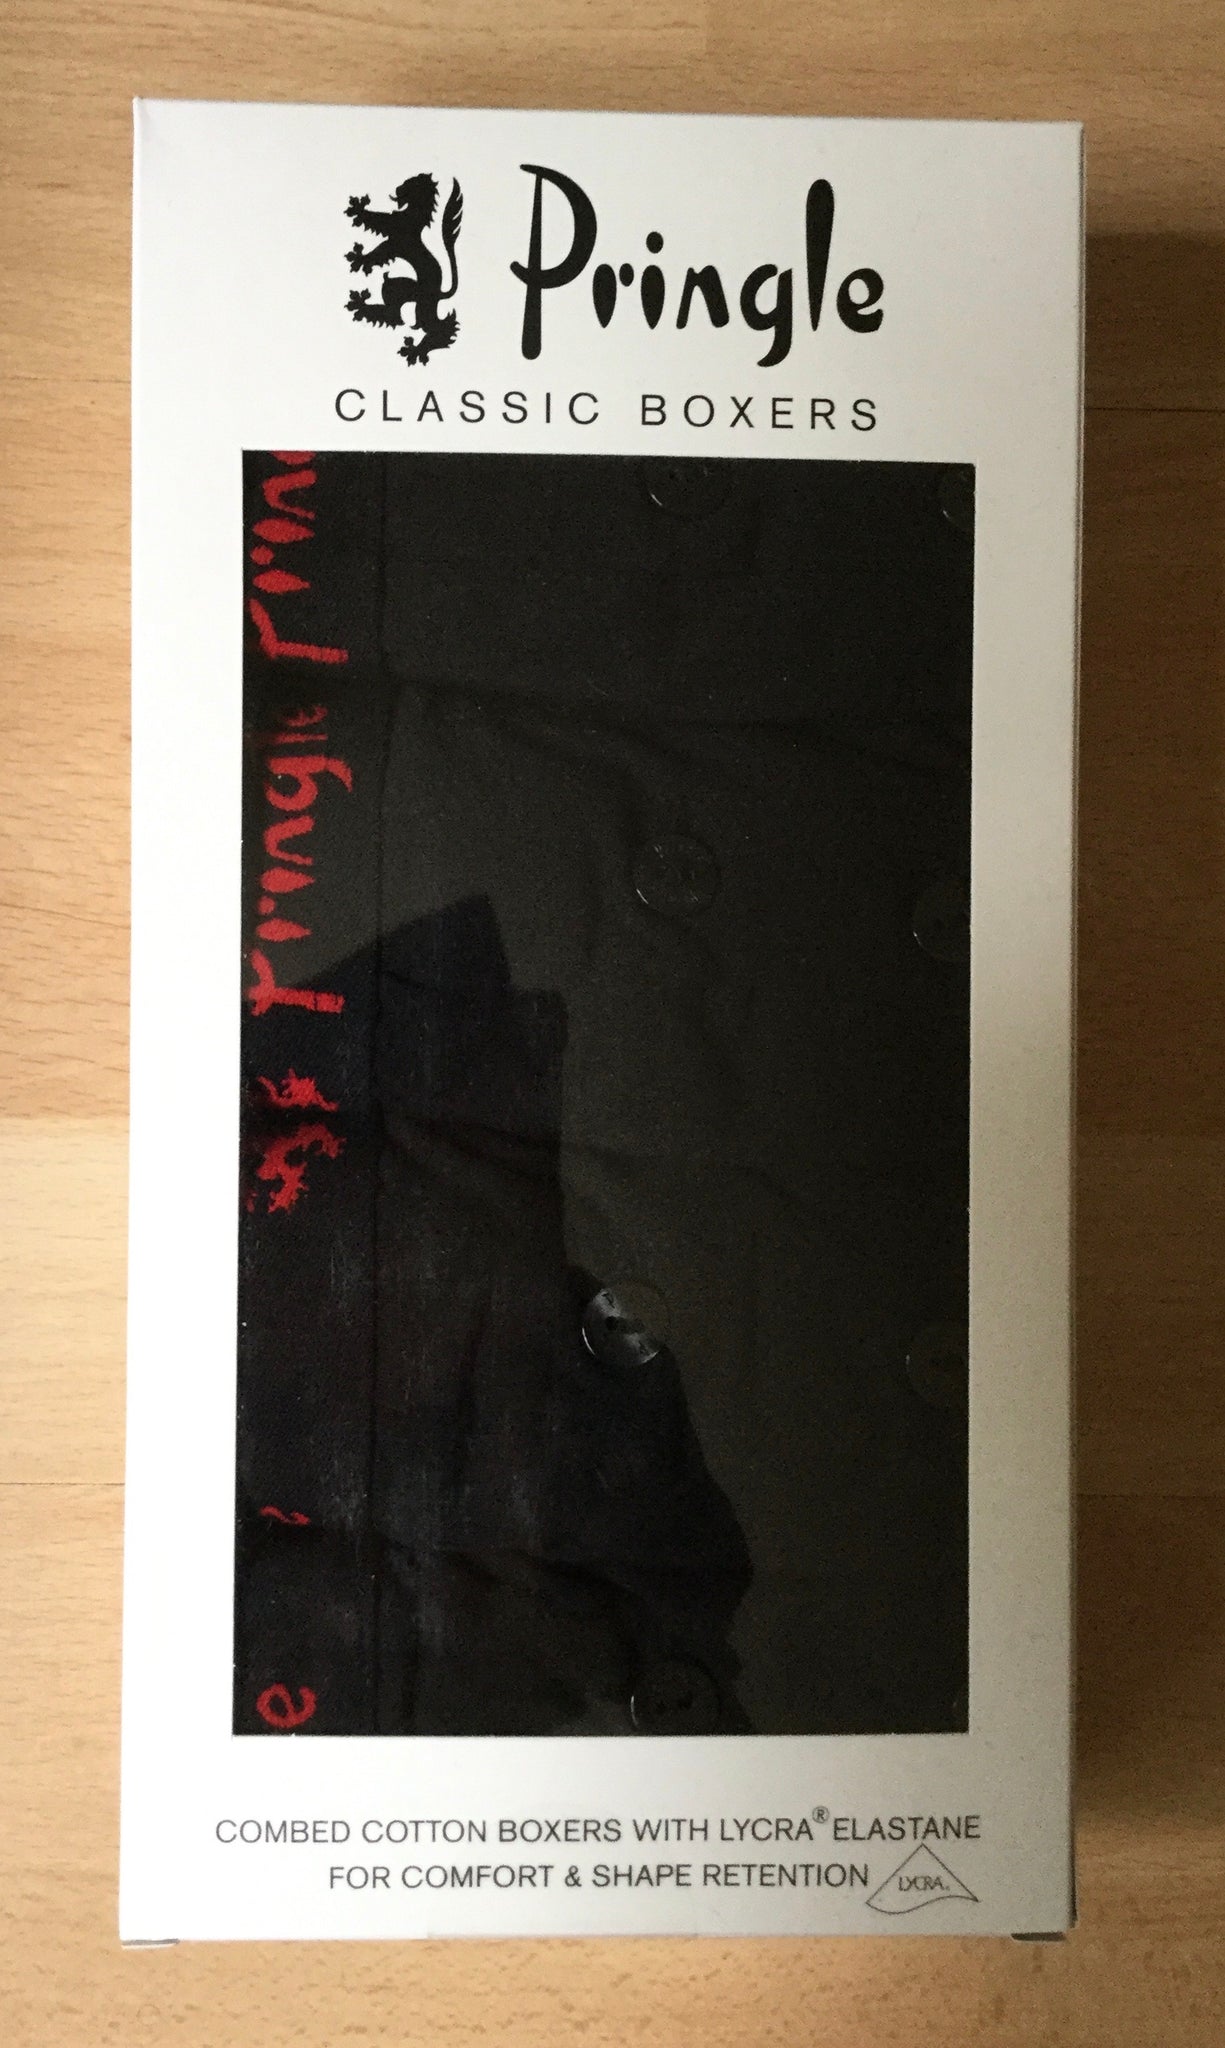 Pringle
CLASSIC BOXERS
Pringle
COMBED COTTON BOXERS WITH LYCRA® ELASTANE
FOR COMFORT & SHAPE RETENTION
LYCRA.